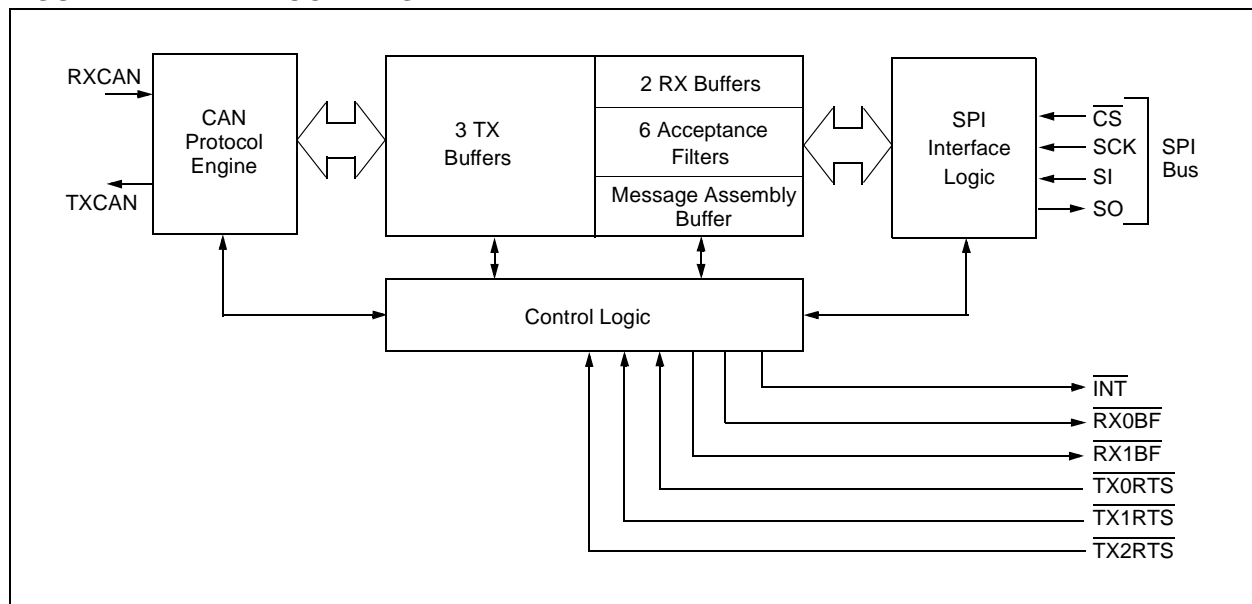 RXCAN
TXCAN
CAN
Protocol
Engine
3 TX
Buffers
2 RX Buffers
6 Acceptance
Filters
Message Assembly
Buffer
SPI
Interface
Logic
CS
SCK
SI
SO
SPI
Bus
Control Logic
INT
RX0BF
RX1BF
TX0RTS
TX1RTS
TX2RTS